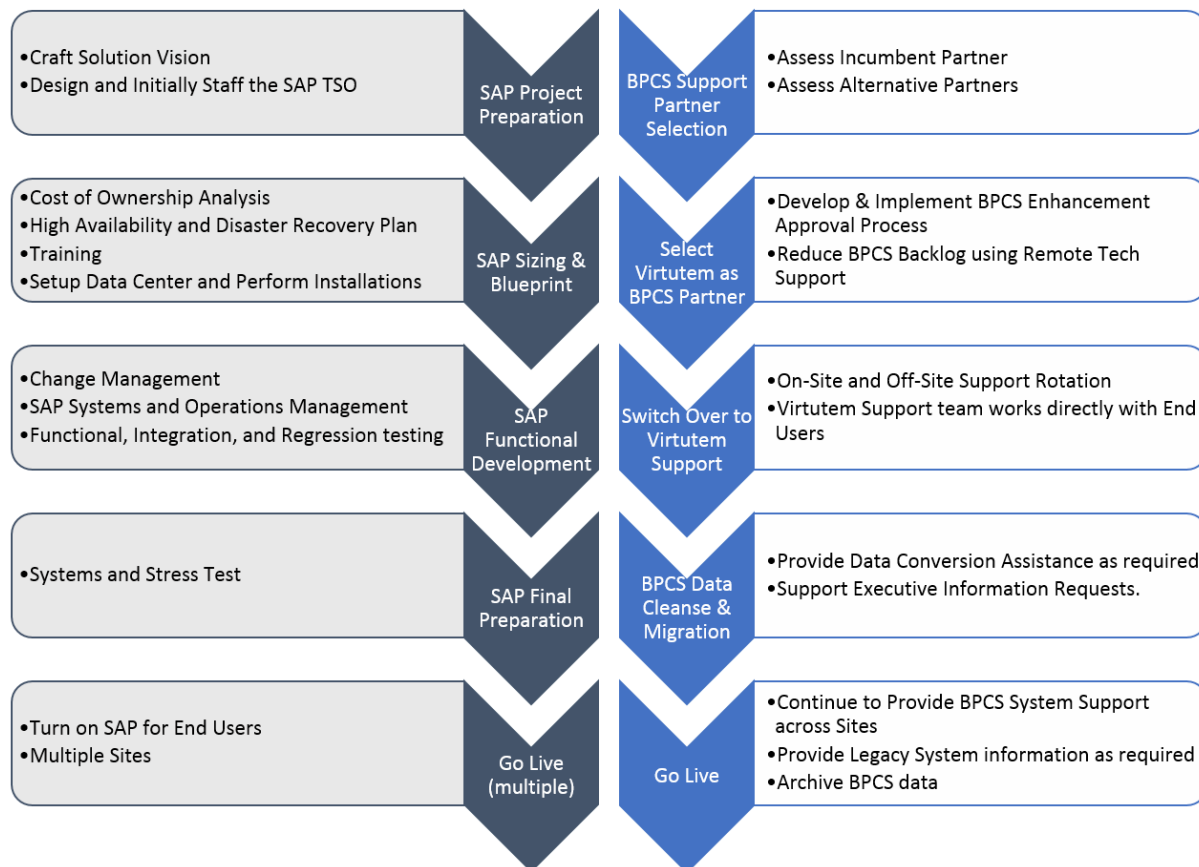 •Craft Solution Vision
•Design and Initially Staff the SAP TSO
SAP Project
Preparation
BPCS Support
Partner
Selection
•Assess Incumbent Partner
•Assess Alternative Partners
•Cost of Ownership Analysis
•High Availability and Disaster Recovery Plan
•Training
•Setup Data Center and Perform Installations
SAP Sizing &
Blueprint
Select
Virtutem as
BPCS Partner
•Develop & Implement BPCS Enhancement
Approval Process
•Reduce BPCS Backlog using Remote Tech
Support
•Change Management
•SAP Systems and Operations Management
•Functional, Integration, and Regression testing
SAP
Functional
Development
Switch Over to
Virtutem
Support
•On-Site and Off-Site Support Rotation
•Virtutem Support team works directly with End
Users
•Systems and Stress Test
SAP Final
Preparation
BPCS Data
Cleanse &
Migration
•Provide Data Conversion Assistance as required
•Support Executive Information Requests.
•Turn on SAP for End Users
•Multiple Sites
Go Live
(multiple)
Go Live
•Continue to Provide BPCS System Support
across Sites
•Provide Legacy System information as required
•Archive BPCS data